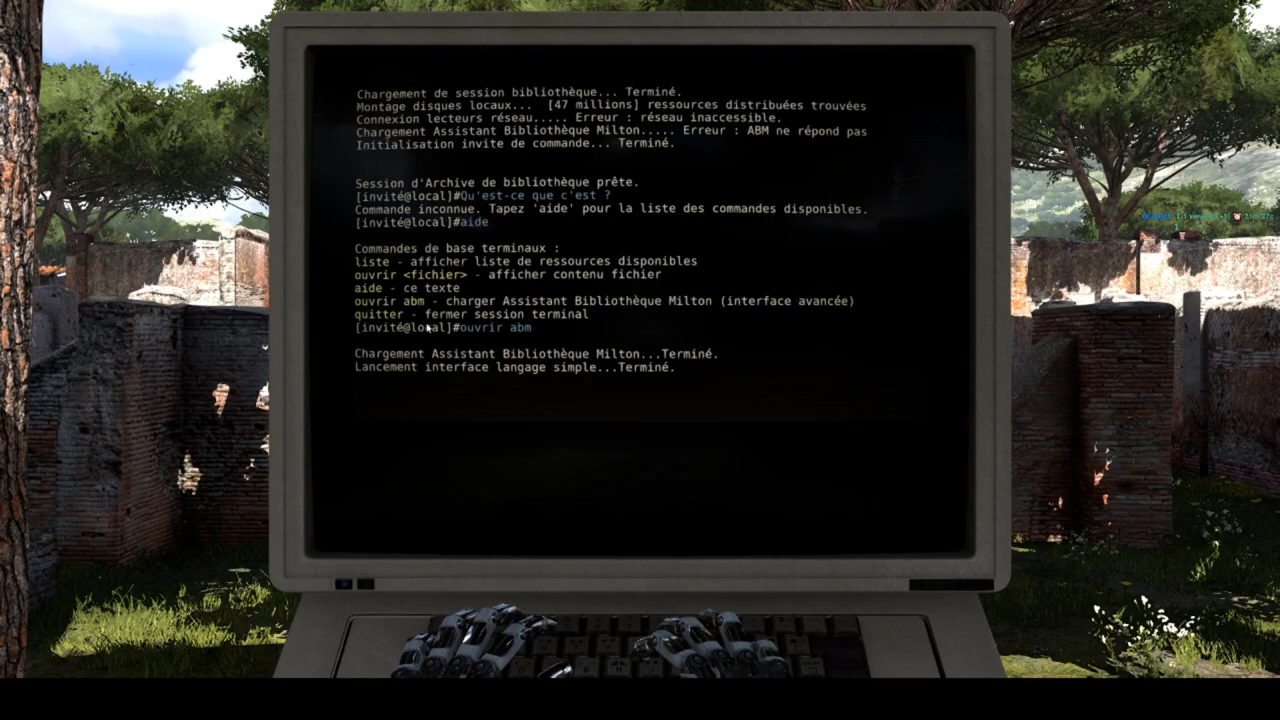 Chargement de session bibliothèque... Terminé.
Montage disques locaux... [47 millions] ressources distribuées trouvées
Connexion lecteurs réseau..... Erreur : réseau inaccessible.
Chargement Assistant Bibliothèque Milton..... Erreur : ABM ne répond pas
Initialisation invite de commande... Terminé.
Session d'Archive de bibliothèque prête.
[invité@local]#Qu'est-ce que c'est ?
Commande inconnue. Tapez 'aide' pour la liste des commandes disponibles.
[invité@local]#aide
Commandes de base terminaux :
liste - afficher liste de ressources disponibles
ouvrir <fichier> - afficher contenu fichier
aide - ce texte
ouvrir abm - charger Assistant Bibliothèque Milton (interface avancée)
quitter - fermer session terminal
[invité@local]#ouvrir abm
Chargement Assistant Bibliothèque Milton...Terminé.
Lancement interface langage simple...Terminé.